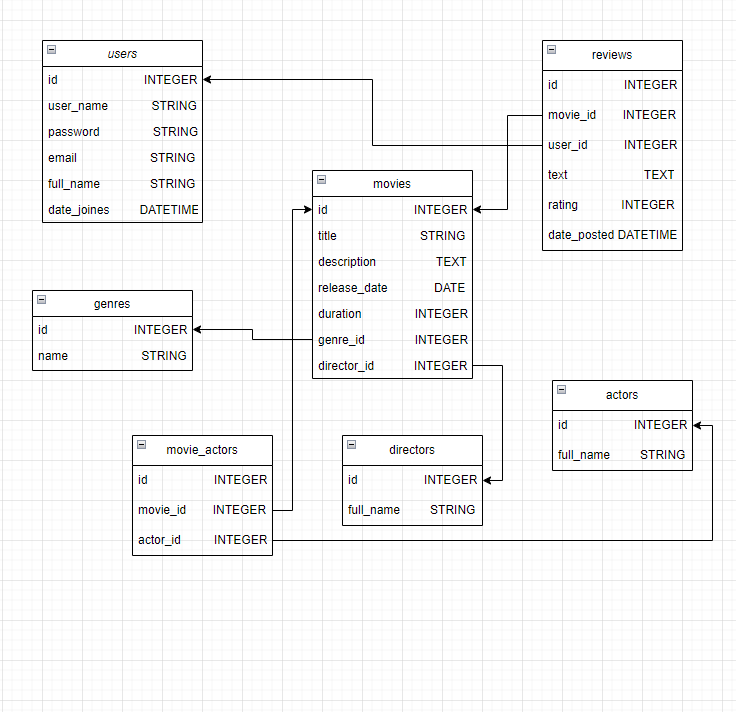 users
id INTEGER
user_name STRING
password STRING
email STRING
full_name STRING
date_joines DATETIME
reviews
id INTEGER
movie_id INTEGER
user_id INTEGER
text TEXT
rating INTEGER
date_posted DATETIME
movies
id INTEGER
title STRING
description TEXT
release_date DATE
duration INTEGER
genre_id INTEGER
director_id INTEGER
genres
id INTEGER
name STRING
actors
id INTEGER
full_name STRING
movie_actors
id INTEGER
movie_id INTEGER
actor_id INTEGER
directors
id INTEGER
full_name STRING